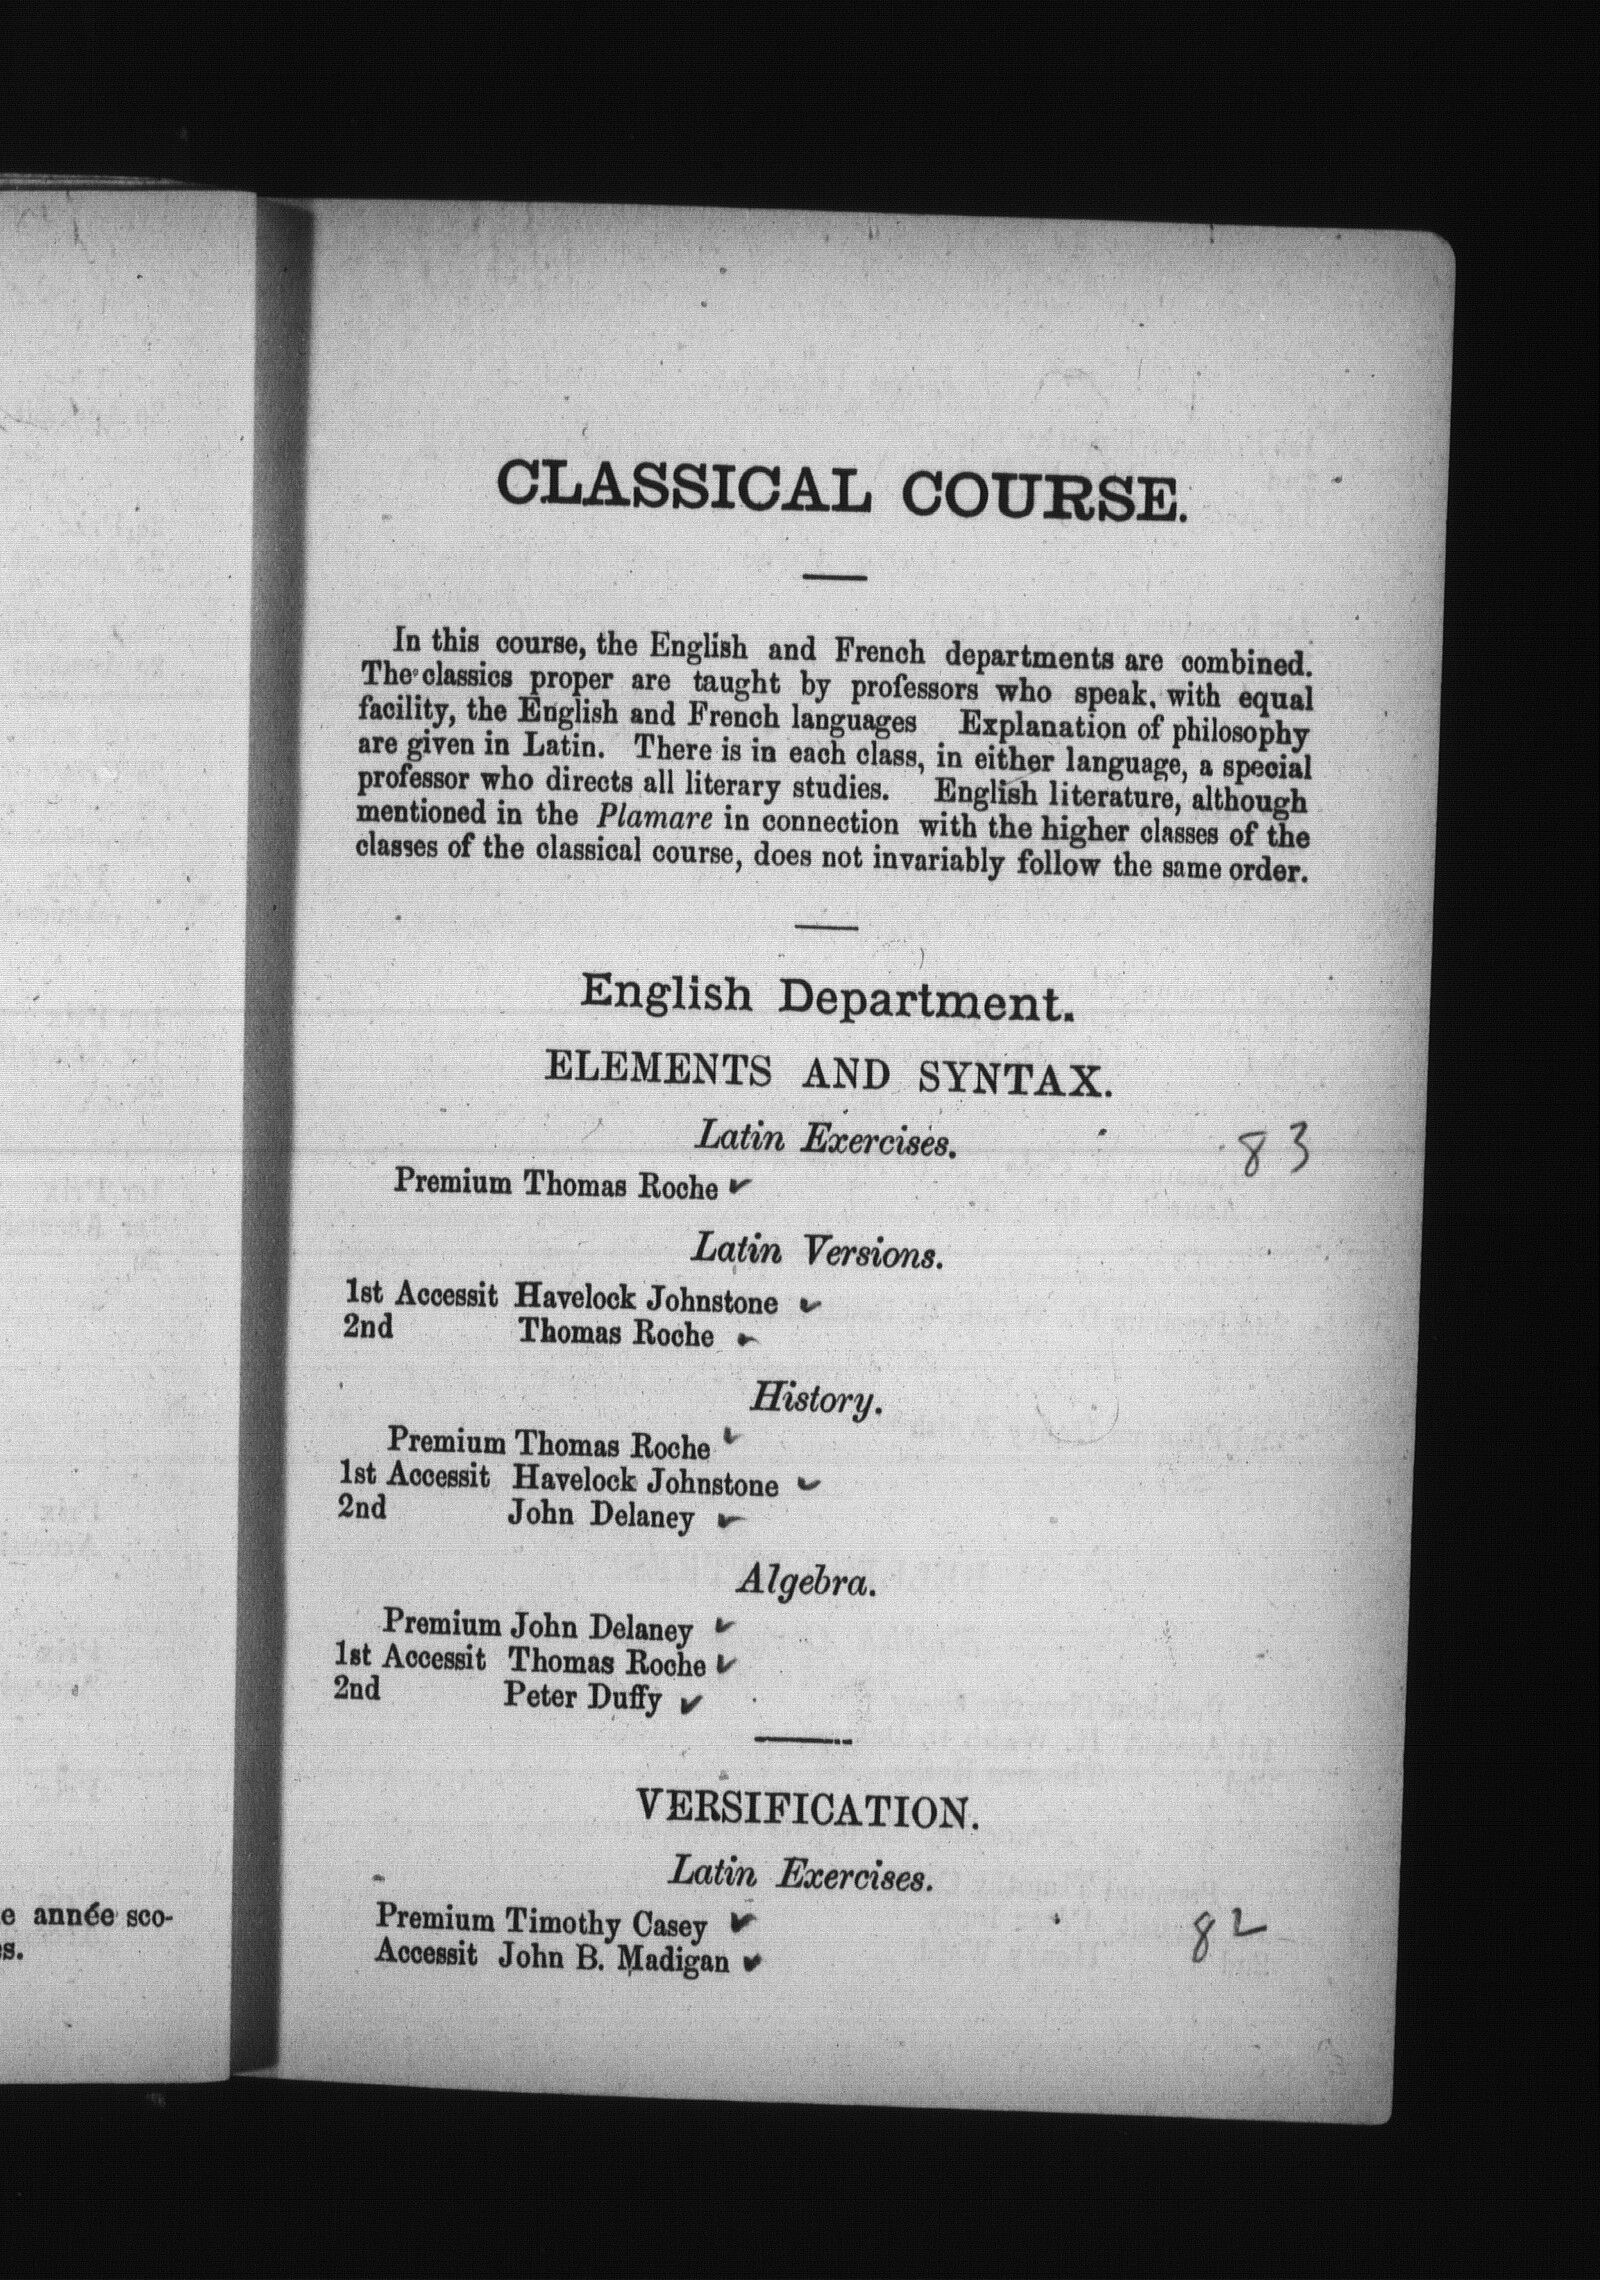 CLASSICAL COURSE.
In this course, the English and French departments are combined.
The classics proper are taught by professors who speak, with equal
facility, the English and French languages Explanation of philosophy
are given in Latin. There is in each class, in either language, a special
professor who directs all literary studies. English literature, although
mentioned in the Plamare in connection with the higher classes of the
classes of the classical course, does not invariably follow the same order.
English Department.
ELEMENTS AND SYNTAX.
Latin Exercises.
83
Premium Thomas Roche ✓
Latin Versions.
1st Accessit Havelock Johnstone ✓
2nd Thomas Roche ✓
History.
Premium Thomas Roche ✓
1st Accessit Havelock Johnstone ✓
2nd John Delaney ✓
Algebra.
Premium John Delaney ✓
1st Accessit Thomas Roche ✓
2nd Peter Duffy ✓
VERSIFICATION.
Latin Exercises.
Premium Timothy Casey ✓
82
Accessit John B. Madigan ✓
année sco-